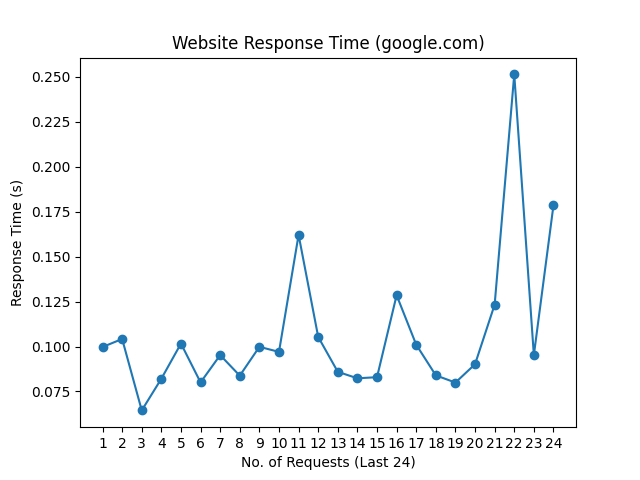 Website Response Time (google.com)
0.250
0.225
0.200
0.175
0.150
0.125
0.100
0.075
Response Time (s)
1 2 3 4 5 6 7 8 9 10 11 12 13 14 15 16 17 18 19 20 21 22 23 24
No. of Requests (Last 24)